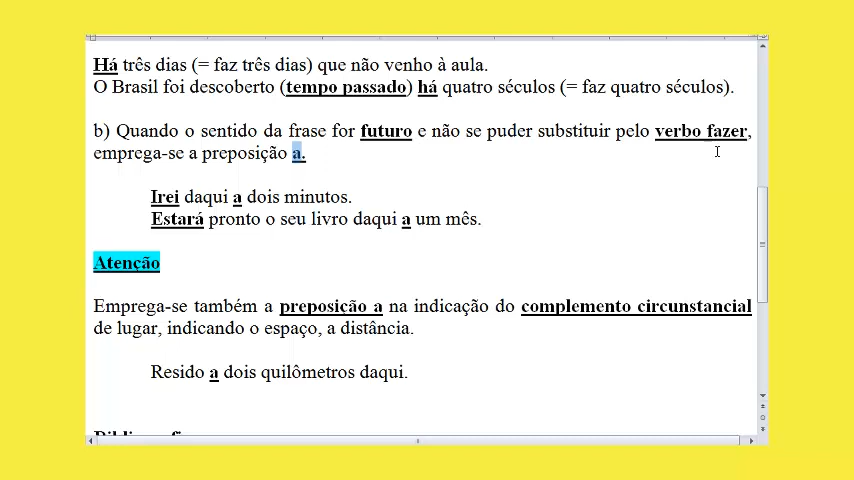 Há três dias (= faz três dias) que não venho à aula.
O Brasil foi descoberto (tempo passado) há quatro séculos (= faz quatro séculos).
b) Quando o sentido da frase for futuro e não se puder substituir pelo verbo fazer,
emprega-se a preposição a.
Irei daqui a dois minutos.
Estará pronto o seu livro daqui a um mês.
Atenção
Emprega-se também a preposição a na indicação do complemento circunstancial
de lugar, indicando o espaço, a distância.
Resido a dois quilômetros daqui.